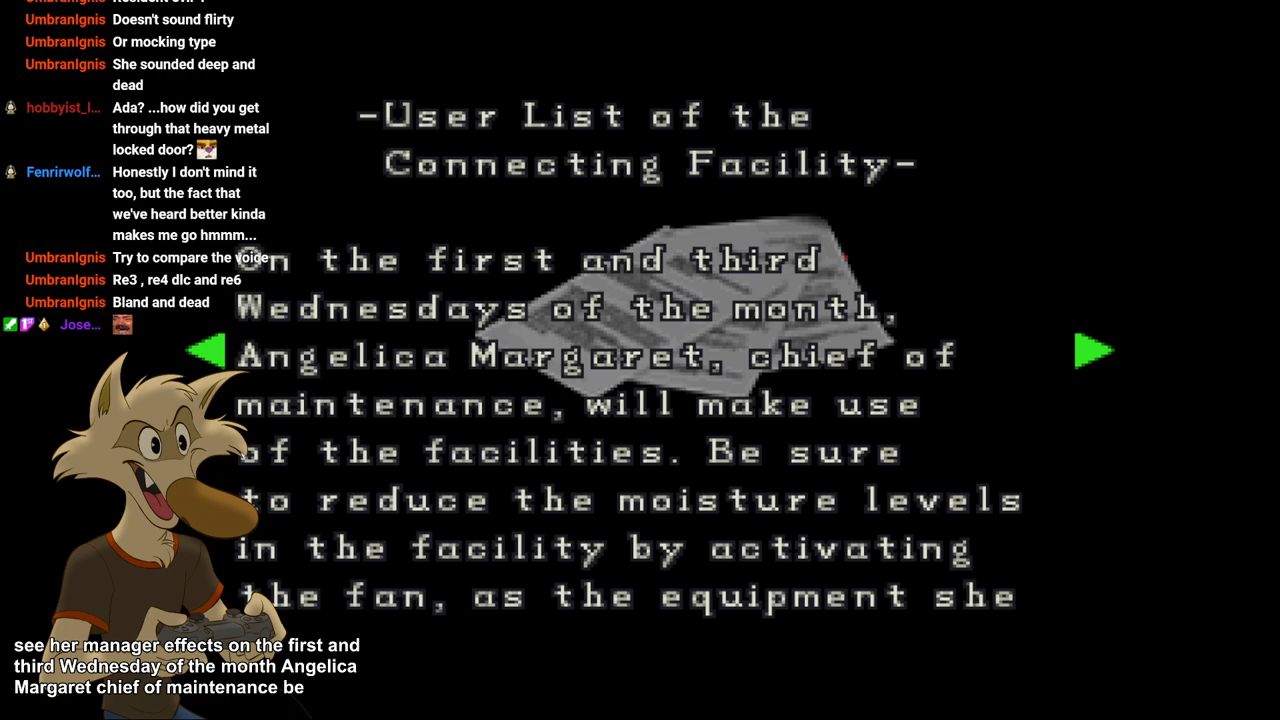 UmbranIgnis Doesn't sound flirty
UmbranIgnis Or mocking type
UmbranIgnis She sounded deep and
dead
hobbyist_l... Ada? ...how did you get
through that heavy metal
locked door?
Fenrirwolf... Honestly I don't mind it
too, but the fact that
we've heard better kinda
makes me go hmmm...
UmbranIgnis Try to compare the voice
UmbranIgnis Re3 , re4 dlc and re6
UmbranIgnis Bland and dead
Jose...
-User List of the
Connecting Facility-
On the first and third
Wednesdays of the month,
Angelica Margaret, chief of
maintenance, will make use
of the facilities. Be sure
to reduce the moisture levels
in the facility by activating
the fan, as the equipment she
see her manager effects on the first and
third Wednesday of the month Angelica
Margaret chief of maintenance be